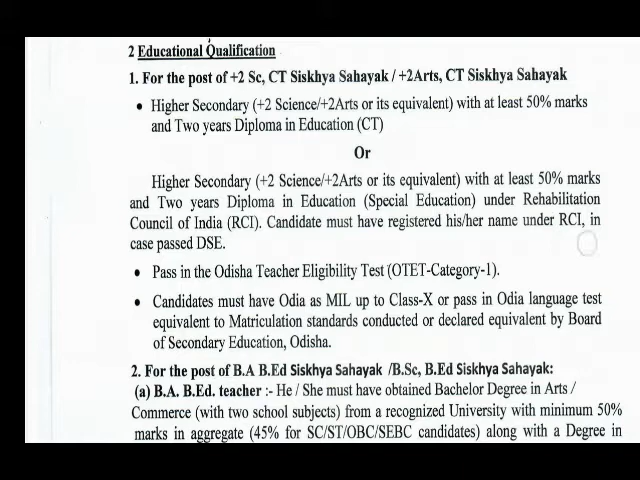 2 Educational Qualification
1. For the post of +2 Sc, CT Siskhya Sahayak / +2Arts, CT Siskhya Sahayak
• Higher Secondary (+2 Science/+2Arts or its equivalent) with at least 50% marks
and Two years Diploma in Education (CT)
Or
Higher Secondary (+2 Science/+2Arts or its equivalent) with at least 50% marks
and Two years Diploma in Education (Special Education) under Rehabilitation
Council of India (RCI). Candidate must have registered his/her name under RCI, in
case passed DSE.
• Pass in the Odisha Teacher Eligibility Test (OTET-Category-1).
• Candidates must have Odia as MIL up to Class-X or pass in Odia language test
equivalent to Matriculation standards conducted or declared equivalent by Board
of Secondary Education, Odisha.
2. For the post of B.A B.Ed Siskhya Sahayak /B.Sc, B.Ed Siskhya Sahayak:
(a) B.A. B.Ed. teacher :- He / She must have obtained Bachelor Degree in Arts /
Commerce (with two school subjects) from a recognized University with minimum 50%
marks in aggregate (45% for SC/ST/OBC/SEBC candidates) along with a Degree in